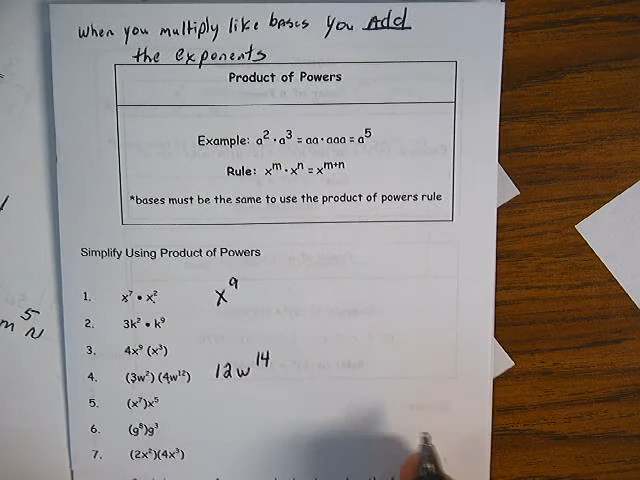 When you multiply like bases you Add
the exponents
Product of Powers
Example: a² · a³ = aa · aaa = a⁵
Rule: xᵐ · xⁿ = xᵐ⁺ⁿ
*bases must be the same to use the product of powers rule
Simplify Using Product of Powers
1. x⁷ • x² x⁹
2. 3k² • k⁹
3. 4x⁹ (x³)
4. (3w²) (4w¹²) 12w¹⁴
5. (x⁷)x⁵
6. (g⁸)g³
7. (2x²)(4x³)
5
m N